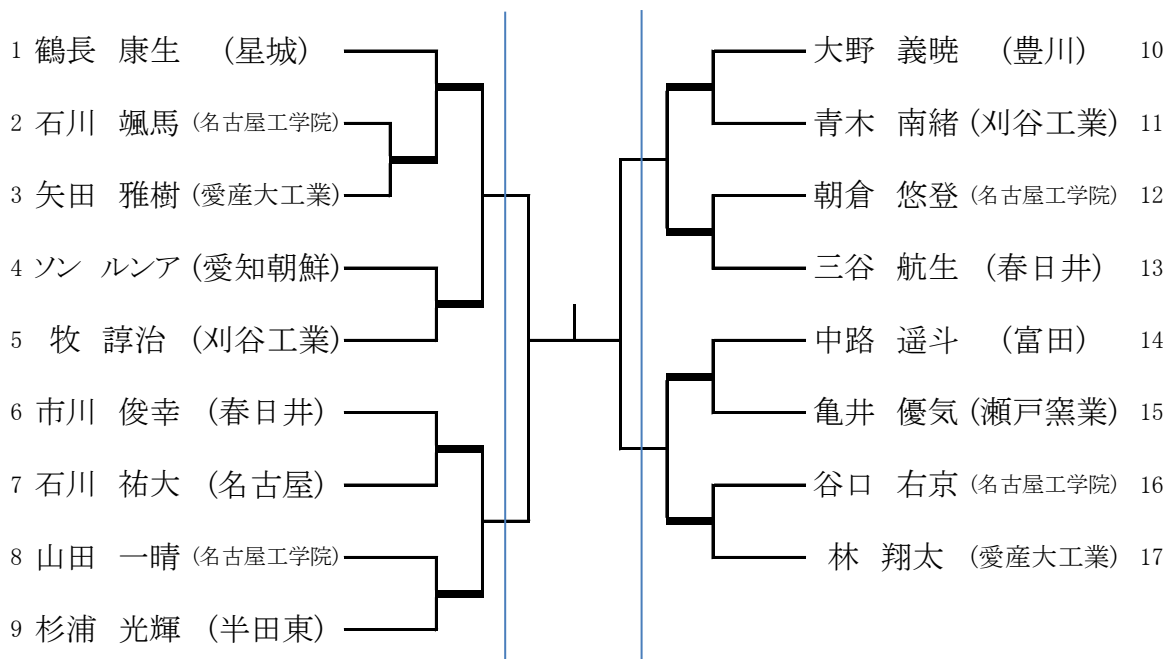 1 鶴長 康生 (星城)
2 石川 颯馬 (名古屋工学院)
3 矢田 雅樹 (愛産大工業)
4 ソン ルンア (愛知朝鮮)
5 牧 諄治 (刈谷工業)
6 市川 俊幸 (春日井)
7 石川 祐大 (名古屋)
8 山田 一晴 (名古屋工学院)
9 杉浦 光輝 (半田東)
大野 義暁 (豊川) 10
青木 南緒 (刈谷工業) 11
朝倉 悠登 (名古屋工学院) 12
三谷 航生 (春日井) 13
中路 遥斗 (富田) 14
亀井 優気 (瀬戸窯業) 15
谷口 右京 (名古屋工学院) 16
林 翔太 (愛産大工業) 17